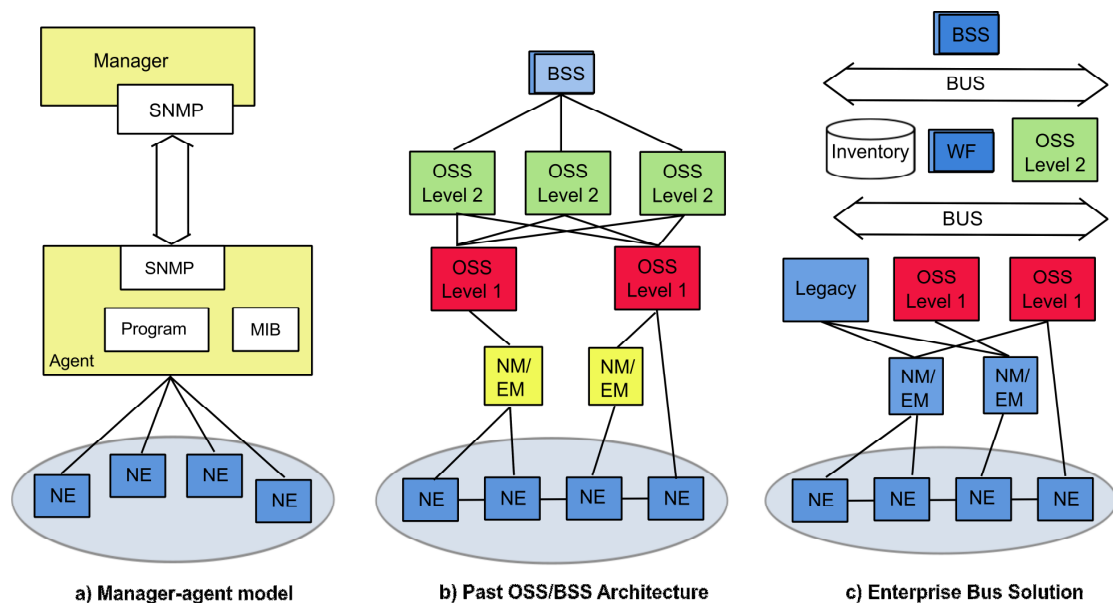 Manager
SNMP
SNMP
Program
MIB
Agent
NE
NE
NE
NE
a) Manager-agent model
BSS
OSS
Level 2
OSS
Level 2
OSS
Level 2
OSS
Level 1
OSS
Level 1
NM/
EM
NM/
EM
NE
NE
NE
NE
b) Past OSS/BSS Architecture
BSS
BUS
Inventory
WF
OSS
Level 2
BUS
Legacy
OSS
Level 1
OSS
Level 1
NM/
EM
NM/
EM
NE
NE
NE
NE
c) Enterprise Bus Solution